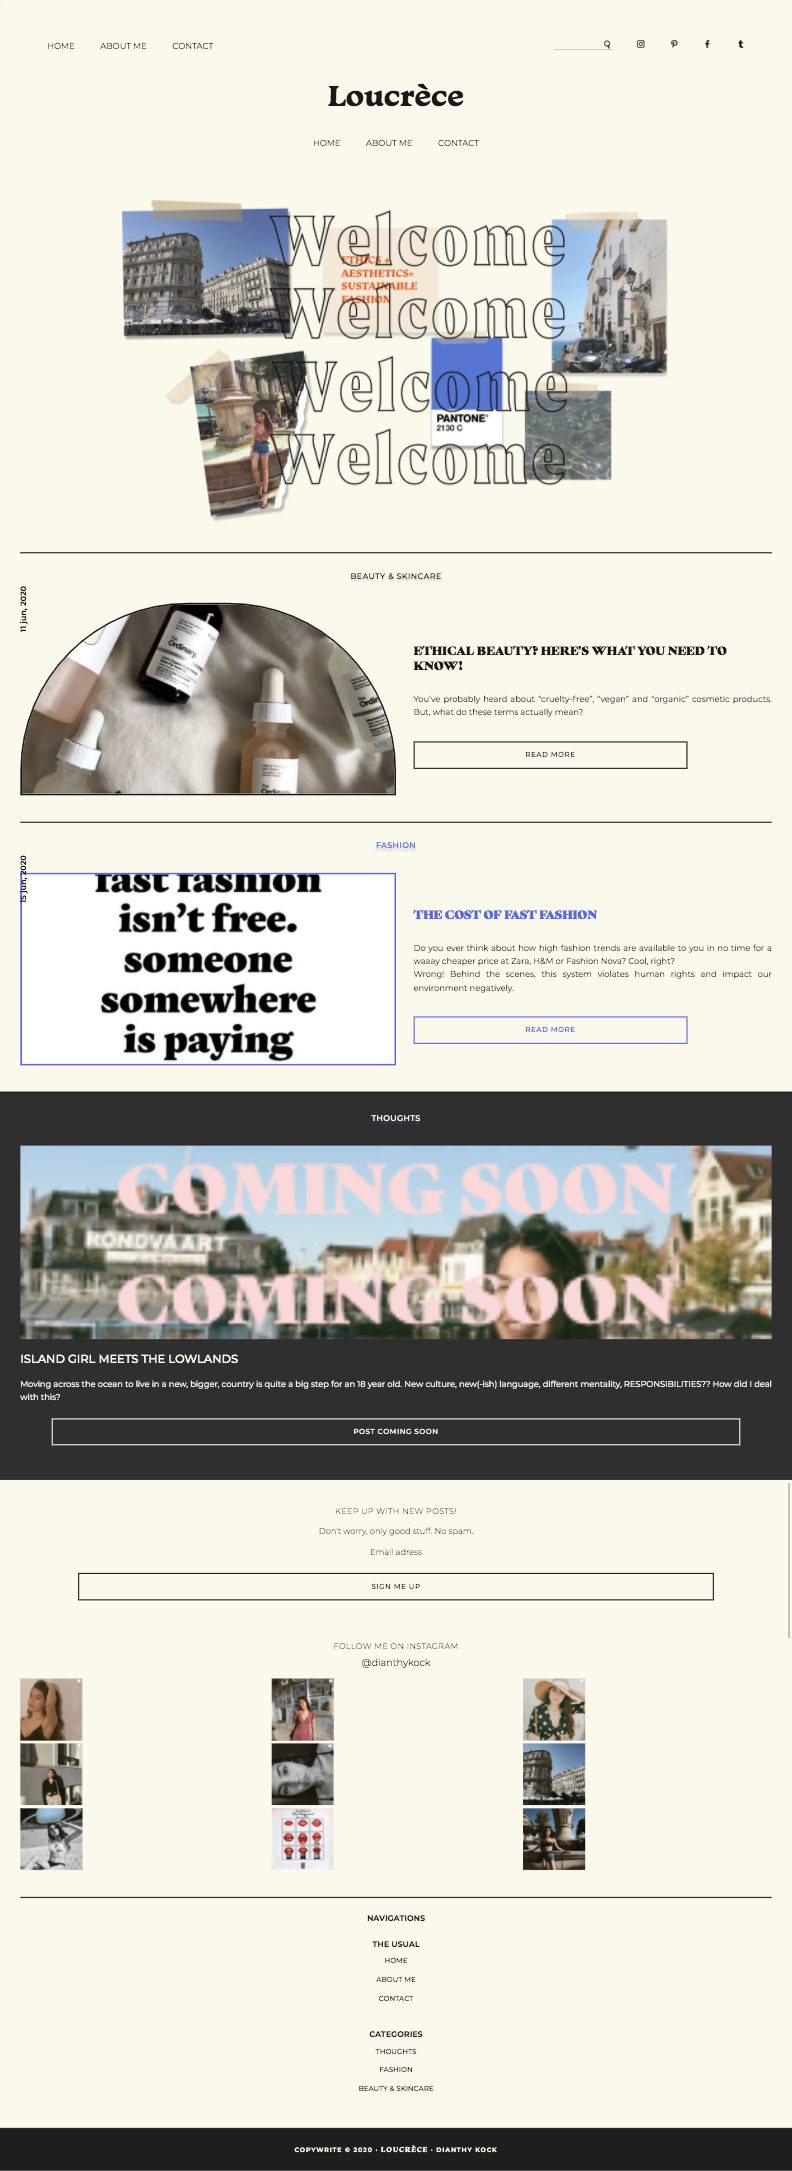 HOME ABOUT ME CONTACT
Loucrèce
HOME ABOUT ME CONTACT
Welcome
ETHICS +
AESTHETICS=
SUSTAINABLE
FASHION
Welcome
Welcome
PANTONE®
2130 C
Welcome
BEAUTY & SKINCARE
11 jun, 2020
The
Ordinary.
ETHICAL BEAUTY? HERE'S WHAT YOU NEED TO
KNOW!
You've probably heard about “cruelty-free”, “vegan” and “organic” cosmetic products.
But, what do these terms actually mean?
READ MORE
FASHION
15 jun, 2020
fast fashion
isn’t free.
someone
somewhere
is paying
THE COST OF FAST FASHION
Do you ever think about how high fashion trends are available to you in no time for a
waaay cheaper price at Zara, H&M or Fashion Nova? Cool, right?
Wrong! Behind the scenes, this system violates human rights and impact our
environment negatively.
READ MORE
THOUGHTS
COMING SOON
RONDVAART
COMING SOON
ISLAND GIRL MEETS THE LOWLANDS
Moving across the ocean to live in a new, bigger, country is quite a big step for an 18 year old. New culture, new(-ish) language, different mentality, RESPONSIBILITIES?? How did I deal
with this?
POST COMING SOON
KEEP UP WITH NEW POSTS!
Don't worry, only good stuff. No spam.
Email adress
SIGN ME UP
FOLLOW ME ON INSTAGRAM
@dianthykock
NAVIGATIONS
THE USUAL
HOME
ABOUT ME
CONTACT
CATEGORIES
THOUGHTS
FASHION
BEAUTY & SKINCARE
COPYWRITE © 2020 · LOUCRÈCE · DIANTHY KOCK